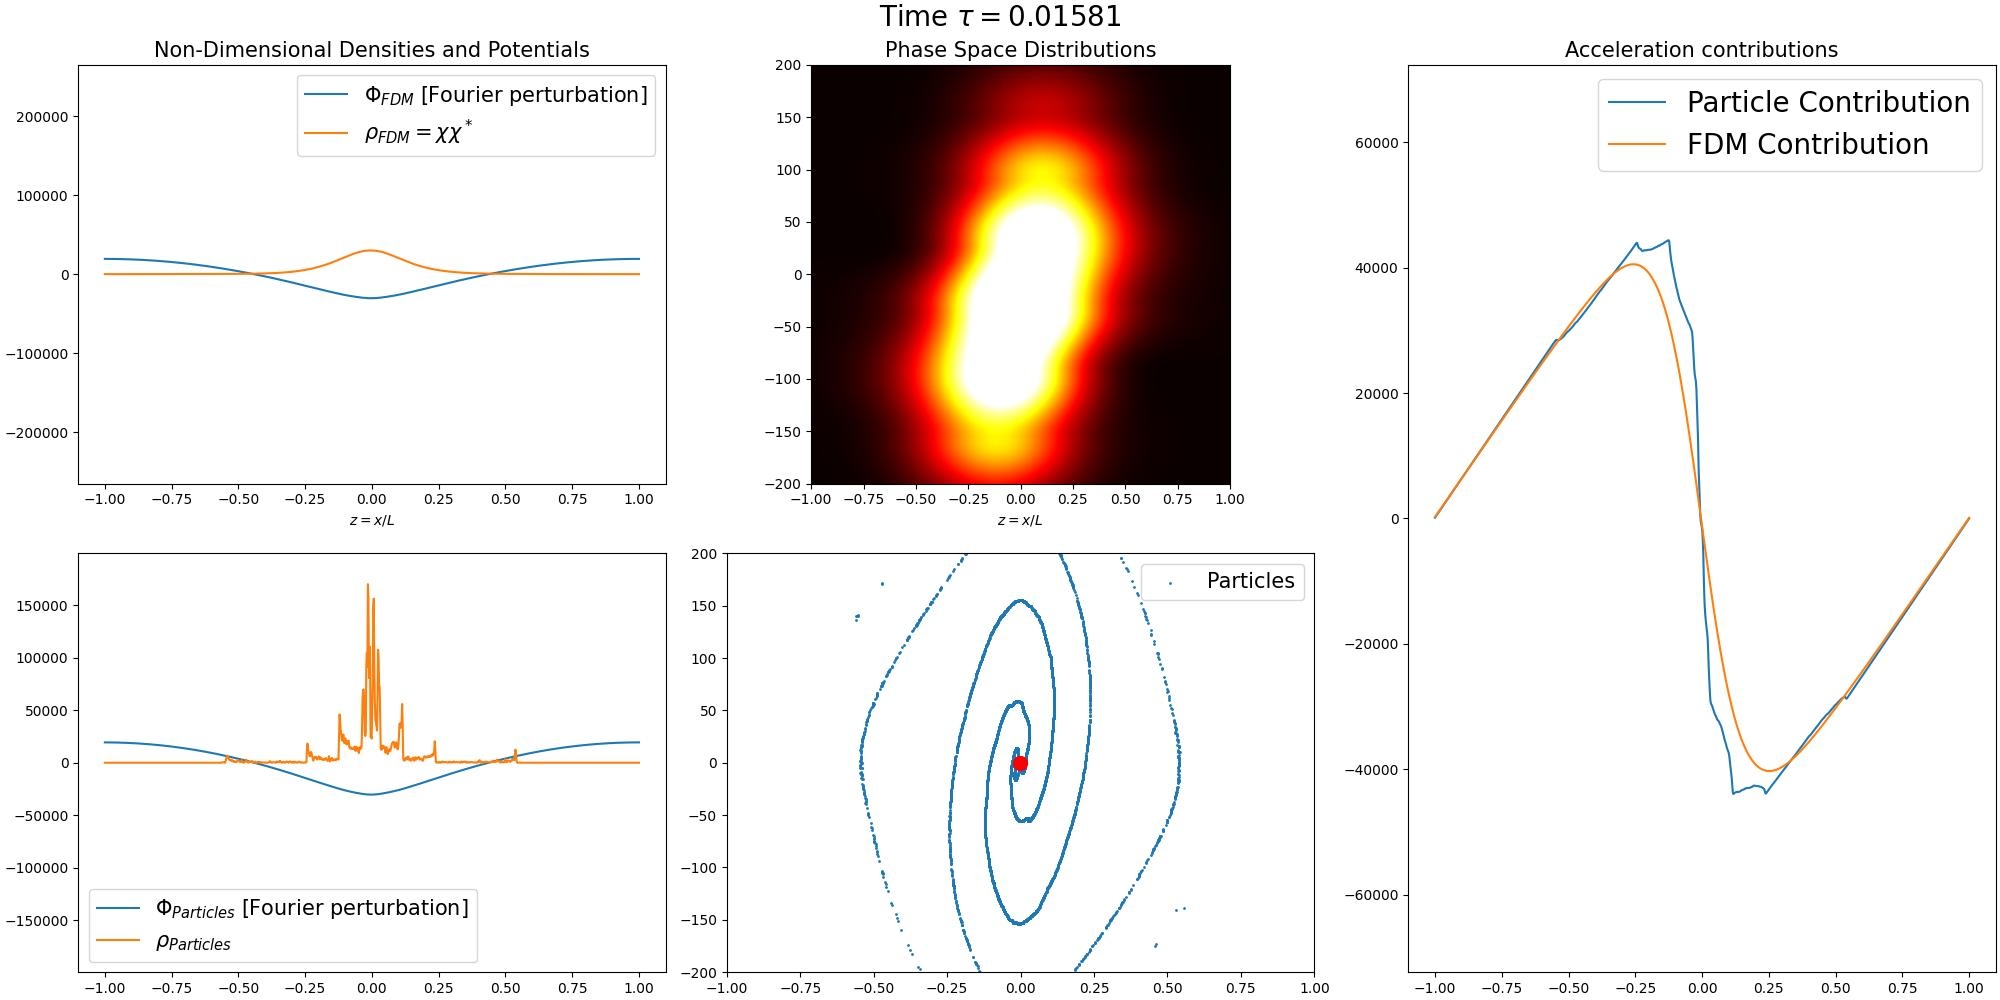 Time τ = 0.01581
Non-Dimensional Densities and Potentials
Φ_FDM [Fourier perturbation]
ρ_FDM = χχ*
200000
100000
0
−100000
−200000
−1.00 −0.75 −0.50 −0.25 0.00 0.25 0.50 0.75 1.00
z = x/L
Phase Space Distributions
200
150
100
50
0
−50
−100
−150
−200
−1.00 −0.75 −0.50 −0.25 0.00 0.25 0.50 0.75 1.00
z = x/L
Acceleration contributions
Particle Contribution
FDM Contribution
60000
40000
20000
0
−20000
−40000
−60000
−1.00 −0.75 −0.50 −0.25 0.00 0.25 0.50 0.75 1.00
150000
100000
50000
0
−50000
−100000
−150000
Φ_Particles [Fourier perturbation]
ρ_Particles
−1.00 −0.75 −0.50 −0.25 0.00 0.25 0.50 0.75 1.00
Particles
200
150
100
50
0
−50
−100
−150
−200
−1.00 −0.75 −0.50 −0.25 0.00 0.25 0.50 0.75 1.00